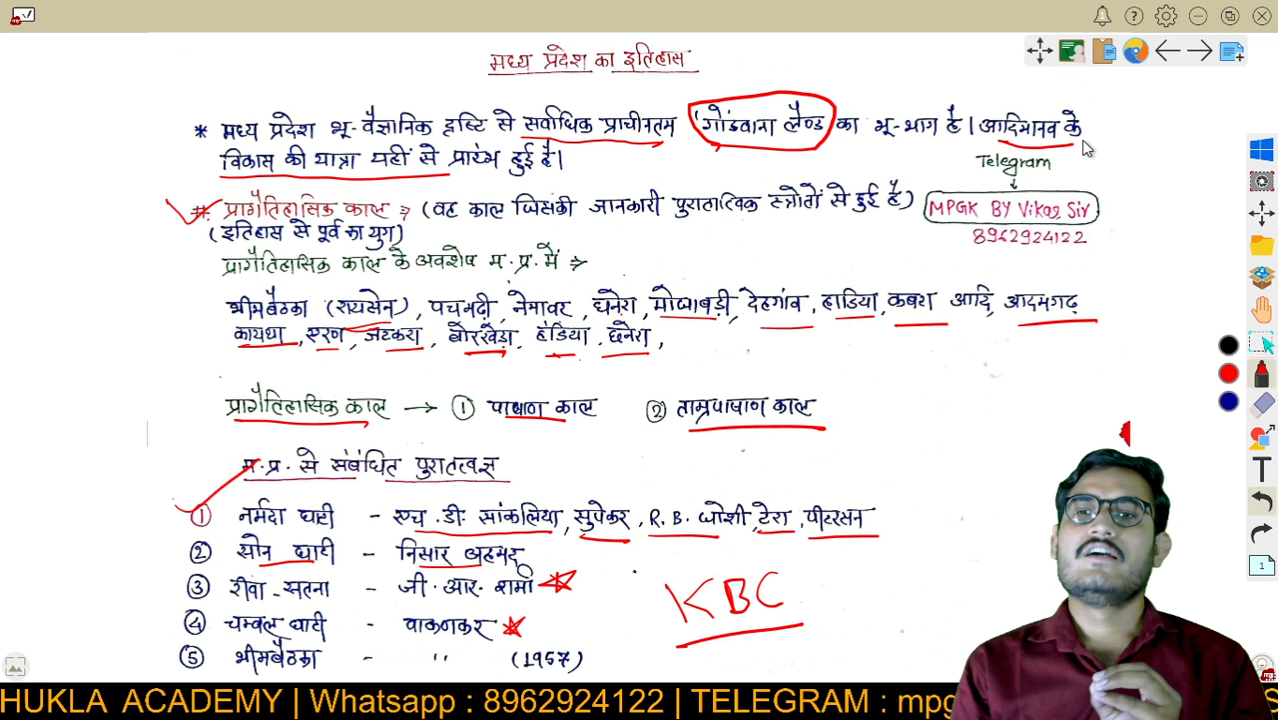 मध्य प्रदेश का इतिहास
* मध्य प्रदेश भू-वैज्ञानिक दृष्टि से सर्वाधिक प्राचीनतम 'गोंडवाना लैण्ड का भू-भाग है। आदिमानव के
विकास की यात्रा यहीं से प्रारंभ हुई है।
Telegram
MPGK BY Vikas Sir
8962924122
# प्रागैतिहासिक काल ⇒ (वह काल जिसकी जानकारी पुरातात्विक स्त्रोतों से हुई है)
(इतिहास से पूर्व का युग)
प्रागैतिहासिक काल के अवशेष म.प्र. में ⇒
भीमबैठका (रायसेन), पचमढ़ी, नेमावर, घनेरा, मोजावाड़ी, देहगांव, हाडिया, कबरा आदि, आदमगढ़
कायथा, एरण, जटकरा, बोरखेड़ा, हंडिया, छनेरा,
प्रागैतिहासिक काल → ① पाषाण काल ② ताम्रपाषाण काल
म.प्र. से संबंधित पुरातत्वज्ञ
① नर्मदा घाटी - एच.डी. सांकलिया, सुपेकर, R.B. जोशी, टेरा, पीटरसन
② सोन घाटी - निसार अहमद
③ रीवा-सतना - जी.आर. शर्मा
④ चम्बल घाटी - वाकणकर
⑤ भीमबैठका - " (1957)
KBC
HUKLA ACADEMY | Whatsapp : 8962924122 | TELEGRAM : mpg